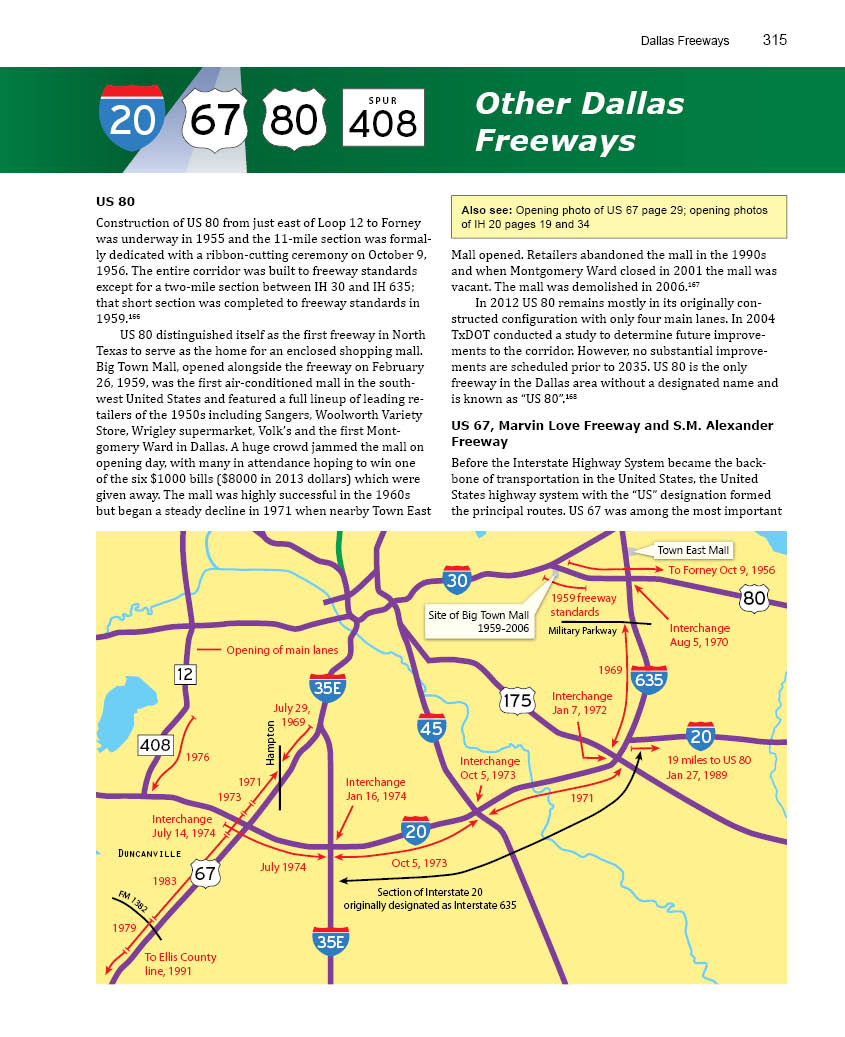 Dallas Freeways 315
20 67 80 SPUR 408
Other Dallas
Freeways
US 80
Construction of US 80 from just east of Loop 12 to Forney
was underway in 1955 and the 11-mile section was formal-
ly dedicated with a ribbon-cutting ceremony on October 9,
1956. The entire corridor was built to freeway standards
except for a two-mile section between IH 30 and IH 635;
that short section was completed to freeway standards in
1959.¹⁶⁶
US 80 distinguished itself as the first freeway in North
Texas to serve as the home for an enclosed shopping mall.
Big Town Mall, opened alongside the freeway on February
26, 1959, was the first air-conditioned mall in the south-
west United States and featured a full lineup of leading re-
tailers of the 1950s including Sangers, Woolworth Variety
Store, Wrigley supermarket, Volk’s and the first Mont-
gomery Ward in Dallas. A huge crowd jammed the mall on
opening day, with many in attendance hoping to win one
of the six $1000 bills ($8000 in 2013 dollars) which were
given away. The mall was highly successful in the 1960s
but began a steady decline in 1971 when nearby Town East
Also see: Opening photo of US 67 page 29; opening photos
of IH 20 pages 19 and 34
Mall opened. Retailers abandoned the mall in the 1990s
and when Montgomery Ward closed in 2001 the mall was
vacant. The mall was demolished in 2006.¹⁶⁷
In 2012 US 80 remains mostly in its originally con-
structed configuration with only four main lanes. In 2004
TxDOT conducted a study to determine future improve-
ments to the corridor. However, no substantial improve-
ments are scheduled prior to 2035. US 80 is the only
freeway in the Dallas area without a designated name and
is known as “US 80”.¹⁶⁸
US 67, Marvin Love Freeway and S.M. Alexander
Freeway
Before the Interstate Highway System became the back-
bone of transportation in the United States, the United
States highway system with the “US” designation formed
the principal routes. US 67 was among the most important
Town East Mall
To Forney Oct 9, 1956
30
80
1959 freeway
standards
Site of Big Town Mall
1959-2006
Military Parkway
Interchange
Aug 5, 1970
Opening of main lanes
12
35E
1969
635
175
Interchange
Jan 7, 1972
July 29,
1969
Hampton
45
20
408
1976
Interchange
Oct 5, 1973
19 miles to US 80
Jan 27, 1989
1971
1973
Interchange
Jan 16, 1974
1971
Interchange
July 14, 1974
20
Duncanville
July 1974
Oct 5, 1973
67
1983
Section of Interstate 20
originally designated as Interstate 635
FM 1382
1979
35E
To Ellis County
line, 1991